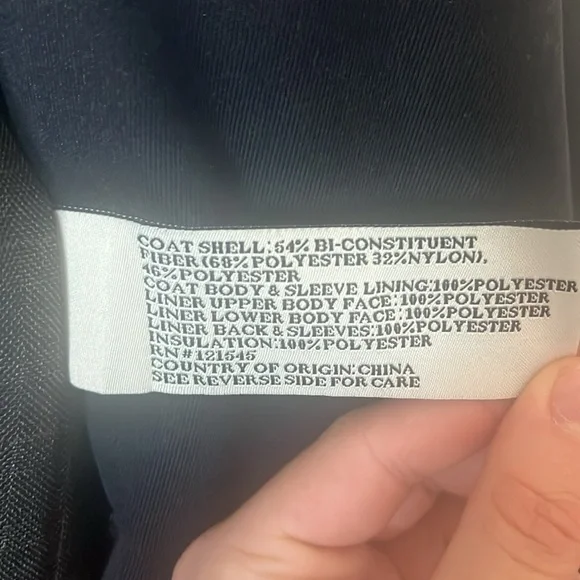 COAT SHELL:54% BI-CONSTITUENT
FIBER(68%POLYESTER 32%NYLON),
46%POLYESTER
COAT BODY & SLEEVE LINING:100%POLYESTER
LINER UPPER BODY FACE:100%POLYESTER
LINER LOWER BODY FACE:100%POLYESTER
LINER BACK & SLEEVES:100%POLYESTER
INSULATION:100%POLYESTER
RN#121545
COUNTRY OF ORIGIN:CHINA
SEE REVERSE SIDE FOR CARE